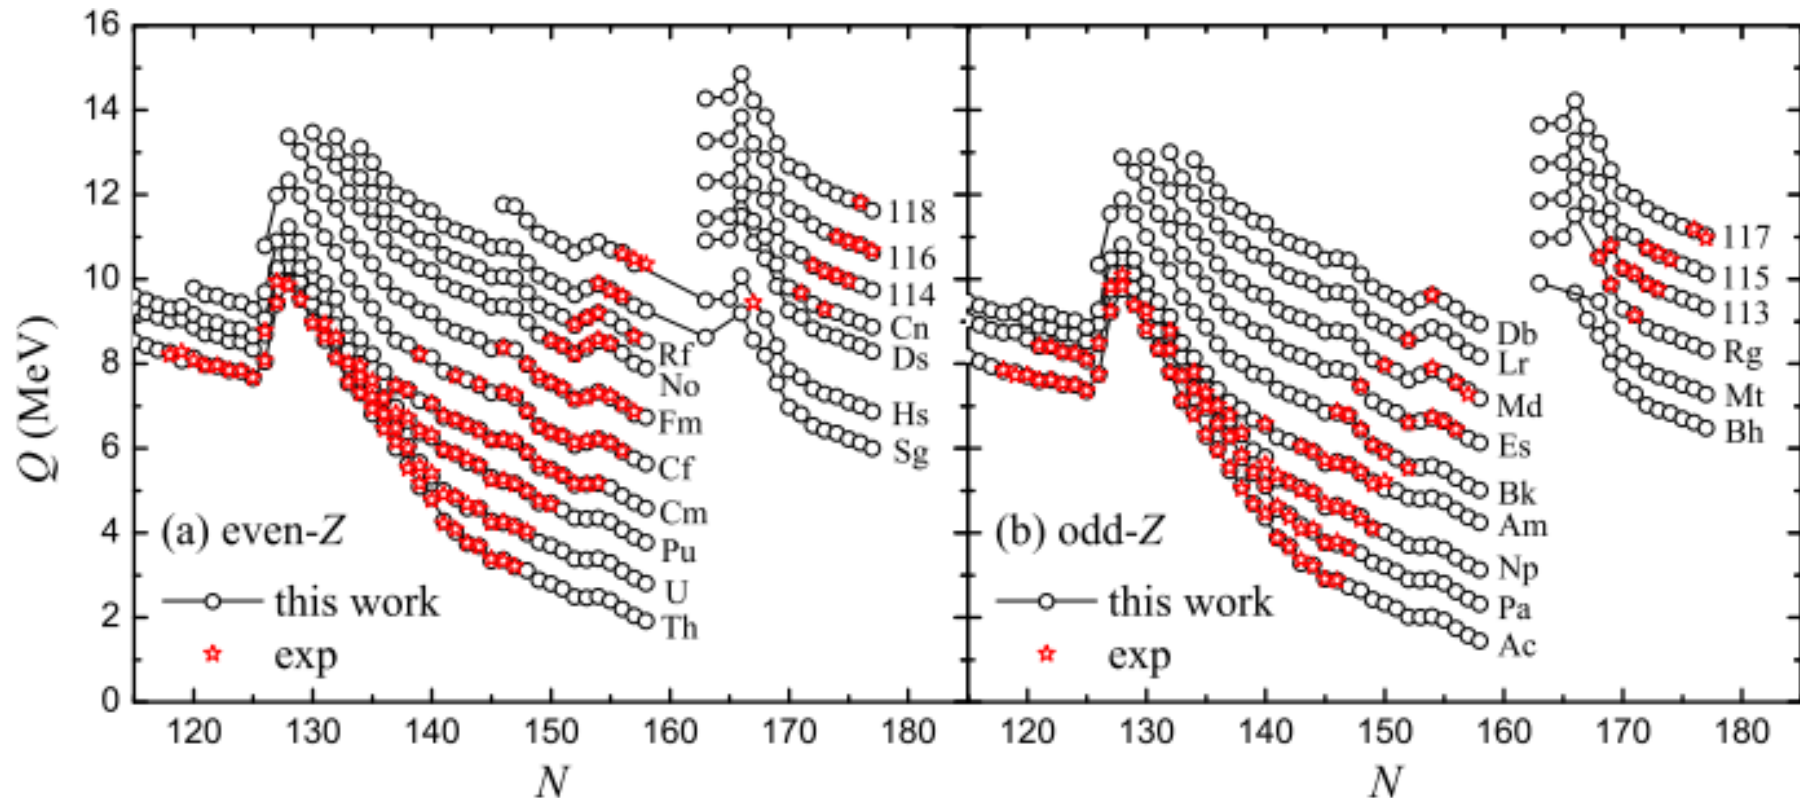 16
14
12
10
8
6
4
2
0
Q (MeV)
118
116
114
Cn
Ds
Rf
No
Fm
Hs
Sg
Cf
Cm
Pu
U
Th
(a) even-Z
this work
exp
120 130 140 150 160 170 180
N
117
115
113
Rg
Mt
Bh
Db
Lr
Md
Es
Bk
Am
Np
Pa
Ac
(b) odd-Z
this work
exp
120 130 140 150 160 170 180
N